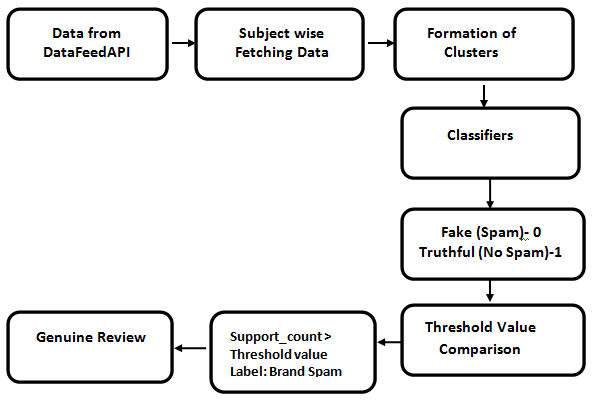 Data from
DataFeedAPI
Subject wise
Fetching Data
Formation of
Clusters
Classifiers
Fake (Spam)- 0
Truthful (No Spam)-1
Threshold Value
Comparison
Support_count>
Threshold value
Label: Brand Spam
Genuine Review